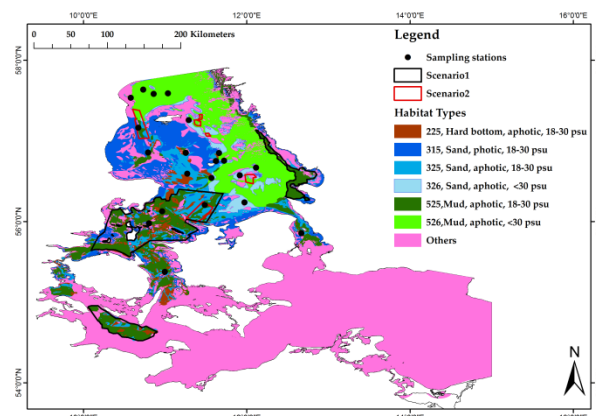 10°0'0"E 12°0'0"E 14°0'0"E 16°0'0"E
0 50 100 200 Kilometers
58°0'0"N
56°0'0"N
54°0'0"N
Legend
Sampling stations
Scenario1
Scenario2
Habitat Types
225, Hard bottom, aphotic, 18-30 psu
315, Sand, photic, 18-30 psu
325, Sand, aphotic, 18-30 psu
326, Sand, aphotic, <30 psu
525,Mud, aphotic, 18-30 psu
526,Mud, aphotic, <30 psu
Others
N